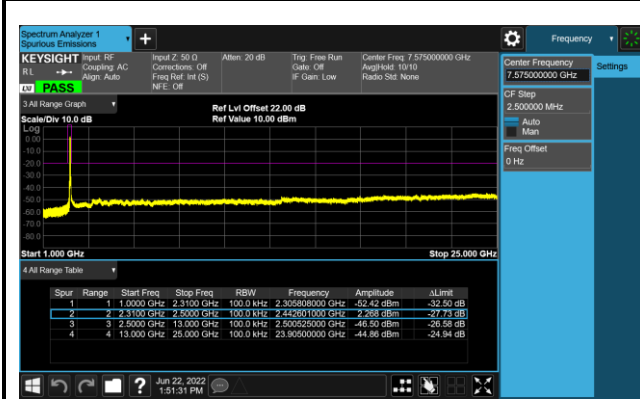 Spectrum Analyzer 1
Spurious Emissions
Frequency
KEYSIGHT
Input: RF
Coupling: AC
Align: Auto
Input Z: 50 Ω
Corrections: Off
Freq Ref: Int (S)
NFE: Off
Atten: 20 dB
Trig: Free Run
Gate: Off
IF Gain: Low
Center Freq: 7.575000000 GHz
Avg|Hold: 10/10
Radio Std: None
R L
LU PASS
Center Frequency
7.575000000 GHz
Settings
CF Step
2.500000 MHz
Auto
Man
Freq Offset
0 Hz
3 All Range Graph
Scale/Div 10.0 dB
Ref Lvl Offset 22.00 dB
Ref Value 10.00 dBm
Log
0.00
-10.0
-20.0
-30.0
-40.0
-50.0
-60.0
-70.0
-80.0
Start 1.000 GHz Stop 25.000 GHz
4 All Range Table
Spur Range Start Freq Stop Freq RBW Frequency Amplitude ΔLimit
1 1 1.0000 GHz 2.3100 GHz 100.0 kHz 2.305808000 GHz -52.42 dBm -32.50 dB
2 2 2.3100 GHz 2.5000 GHz 100.0 kHz 2.442601000 GHz 2.268 dBm -27.73 dB
3 3 2.5000 GHz 13.000 GHz 100.0 kHz 2.500525000 GHz -46.50 dBm -26.58 dB
4 4 13.000 GHz 25.000 GHz 100.0 kHz 23.90500000 GHz -44.86 dBm -24.94 dB
?
Jun 22, 2022
1:51:31 PM